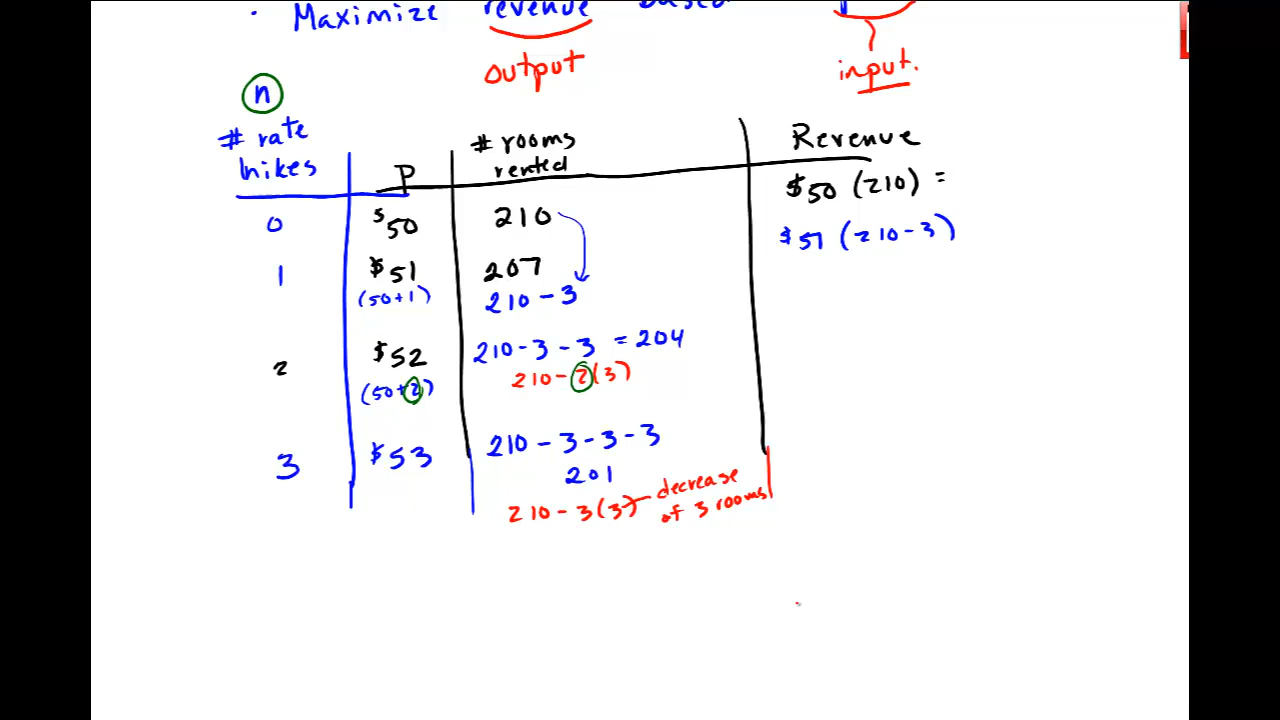 · Maximize revenue based
output
input.
n
# rate hikes
P
# rooms rented
Revenue
0
$50
210
$50 (210) =
1
$51
(50+1)
207
210 - 3
$51 (210-3)
2
$52
(50+2)
210-3-3 = 204
210-2(3)
3
$53
210 - 3 - 3 - 3
201
210 - 3(3) decrease
of 3 rooms